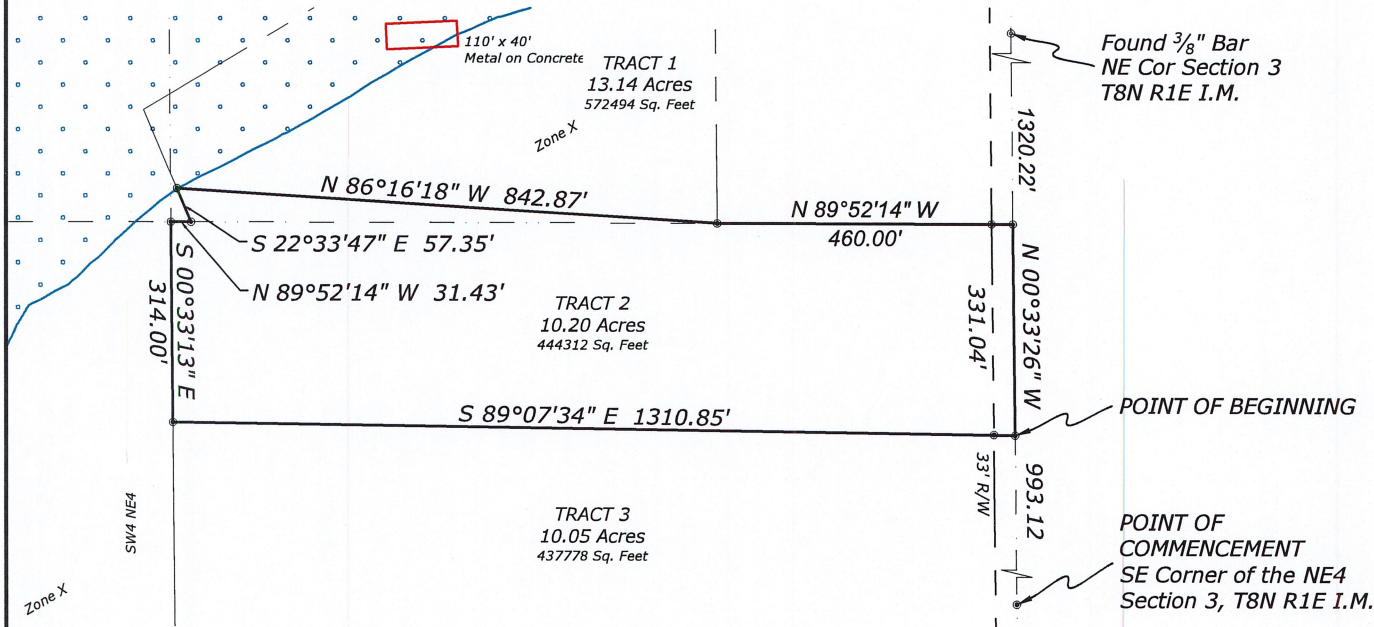 110' x 40'
Metal on Concrete
TRACT 1
13.14 Acres
572494 Sq. Feet
Zone X
Found 3/8" Bar
NE Cor Section 3
T8N R1E I.M.
1320.22'
N 86°16'18" W 842.87'
N 89°52'14" W
460.00'
S 22°33'47" E 57.35'
N 89°52'14" W 31.43'
S 00°33'13" E
314.00'
TRACT 2
10.20 Acres
444312 Sq. Feet
331.04'
N 00°33'26" W
S 89°07'34" E 1310.85'
POINT OF BEGINNING
33' R/W
993.12
SW4 NE4
TRACT 3
10.05 Acres
437778 Sq. Feet
POINT OF
COMMENCEMENT
SE Corner of the NE4
Section 3, T8N R1E I.M.
Zone X